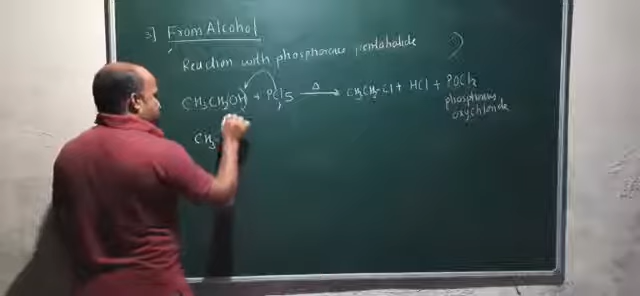 3] From Alcohol
Reaction with phosphorous pentahalide
CH3CH2OH + PCl5 —Δ→ CH3CH2-Cl + HCl + POCl3
phosphorous
oxychloride
CH3-